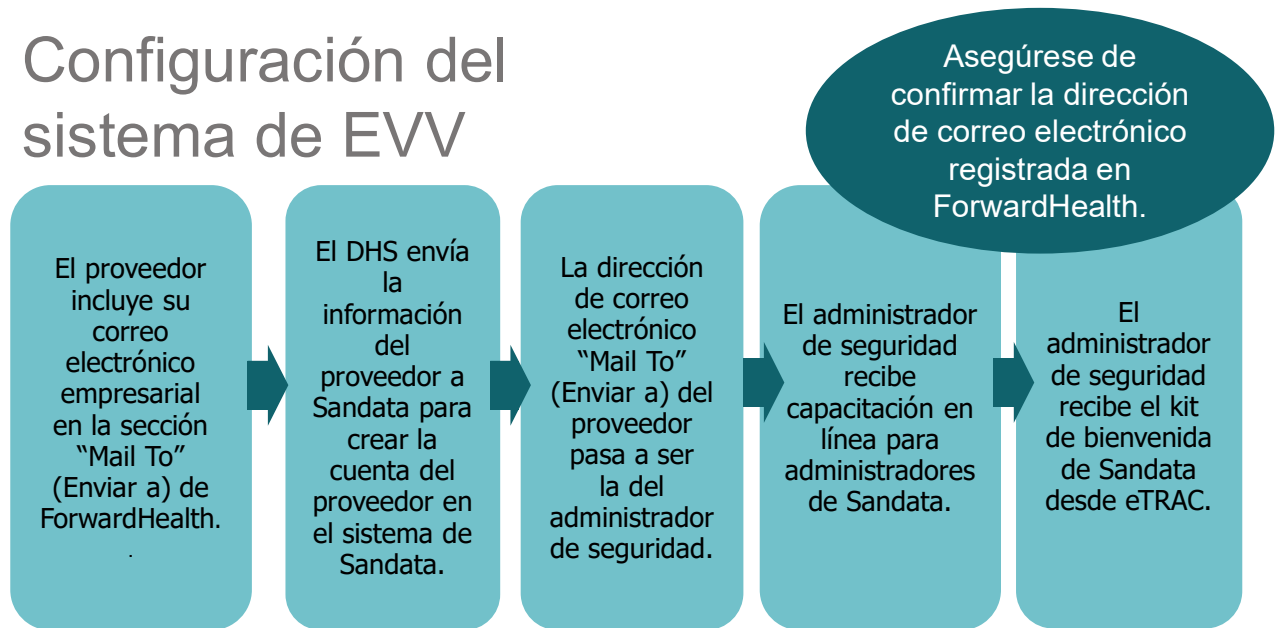 Configuración del
sistema de EVV
Asegúrese de
confirmar la dirección
de correo electrónico
registrada en
ForwardHealth.
El proveedor
incluye su
correo
electrónico
empresarial
en la sección
“Mail To”
(Enviar a) de
ForwardHealth.
.
El DHS envía
la
información
del
proveedor a
Sandata para
crear la
cuenta del
proveedor en
el sistema de
Sandata.
La dirección
de correo
electrónico
“Mail To”
(Enviar a) del
proveedor
pasa a ser
la del
administrador
de seguridad.
El administrador
de seguridad
recibe
capacitación en
línea para
administradores
de Sandata.
El
administrador
de seguridad
recibe el kit
de bienvenida
de Sandata
desde eTRAC.